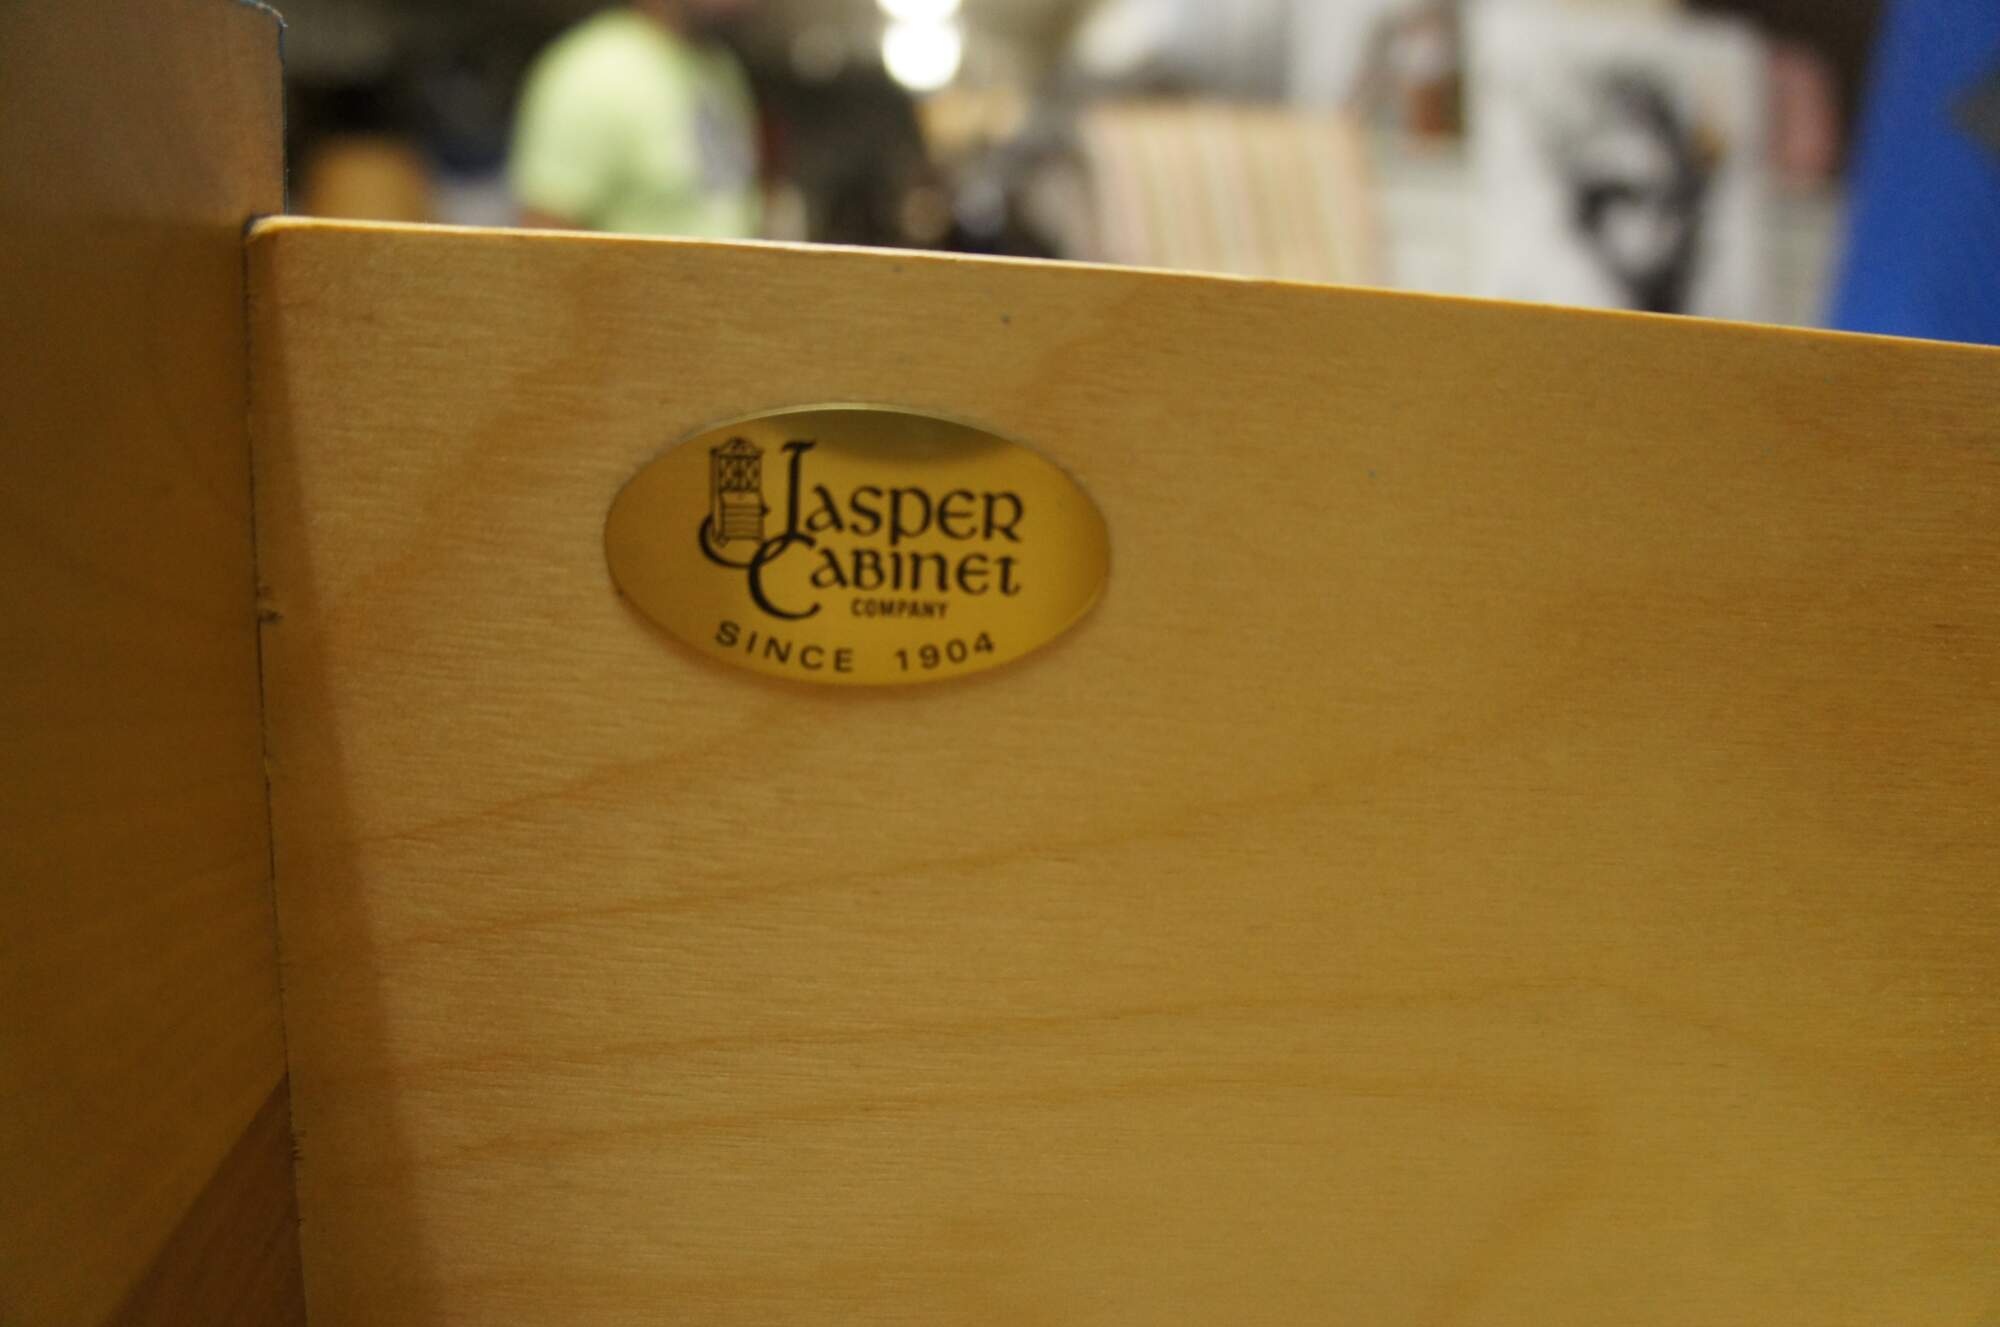 Jasper
Cabinet
COMPANY
SINCE 1904